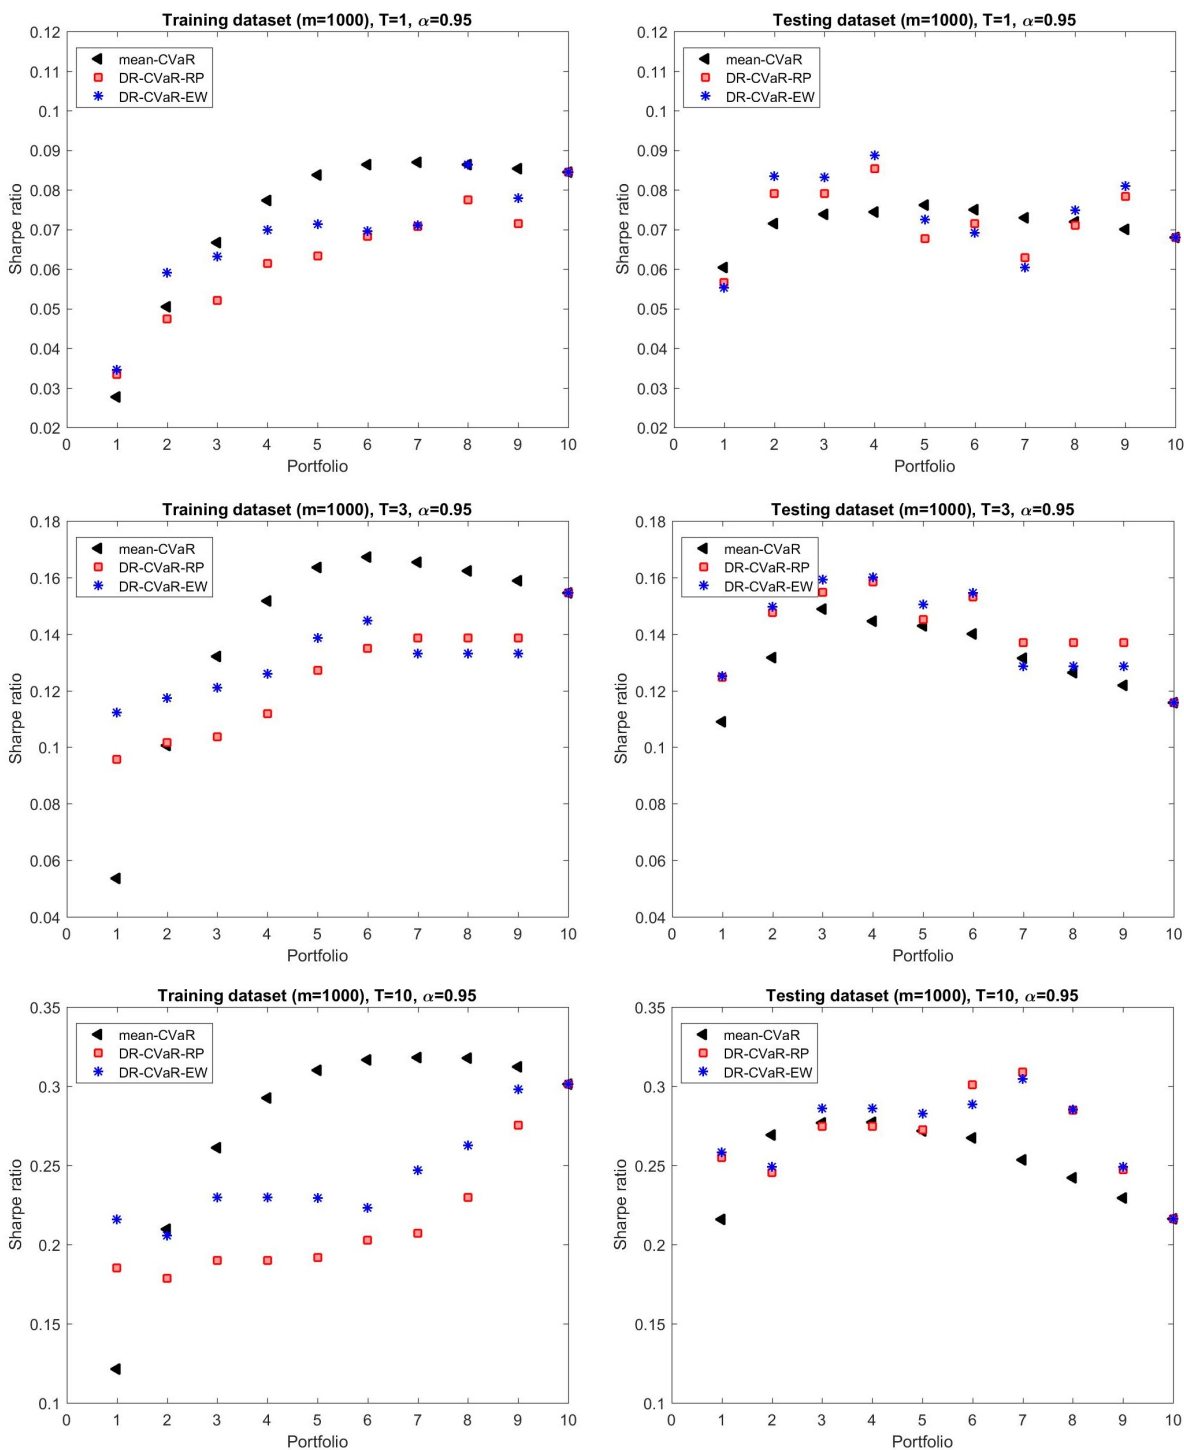 Training dataset (m=1000), T=1, α=0.95
0.12
0.11
0.1
0.09
0.08
0.07
0.06
0.05
0.04
0.03
0.02
Sharpe ratio
mean-CVaR
DR-CVaR-RP
DR-CVaR-EW
0 1 2 3 4 5 6 7 8 9 10
Portfolio
Testing dataset (m=1000), T=1, α=0.95
0.12
0.11
0.1
0.09
0.08
0.07
0.06
0.05
0.04
0.03
0.02
Sharpe ratio
mean-CVaR
DR-CVaR-RP
DR-CVaR-EW
0 1 2 3 4 5 6 7 8 9 10
Portfolio
Training dataset (m=1000), T=3, α=0.95
0.18
0.16
0.14
0.12
0.1
0.08
0.06
0.04
Sharpe ratio
mean-CVaR
DR-CVaR-RP
DR-CVaR-EW
0 1 2 3 4 5 6 7 8 9 10
Portfolio
Testing dataset (m=1000), T=3, α=0.95
0.18
0.16
0.14
0.12
0.1
0.08
0.06
0.04
Sharpe ratio
mean-CVaR
DR-CVaR-RP
DR-CVaR-EW
0 1 2 3 4 5 6 7 8 9 10
Portfolio
Training dataset (m=1000), T=10, α=0.95
0.35
0.3
0.25
0.2
0.15
0.1
Sharpe ratio
mean-CVaR
DR-CVaR-RP
DR-CVaR-EW
0 1 2 3 4 5 6 7 8 9 10
Portfolio
Testing dataset (m=1000), T=10, α=0.95
0.35
0.3
0.25
0.2
0.15
0.1
Sharpe ratio
mean-CVaR
DR-CVaR-RP
DR-CVaR-EW
0 1 2 3 4 5 6 7 8 9 10
Portfolio